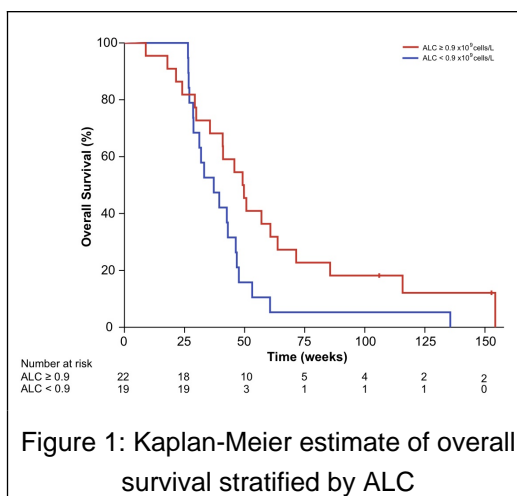 ALC ≥ 0.9 x10⁹cells/L
ALC < 0.9 x10⁹cells/L
100
80
60
40
20
0
Overall Survival (%)
0 25 50 75 100 125 150
Time (weeks)
Number at risk
ALC ≥ 0.9 22 18 10 5 4 2 2
ALC < 0.9 19 19 3 1 1 1 0
Figure 1: Kaplan-Meier estimate of overall
survival stratified by ALC